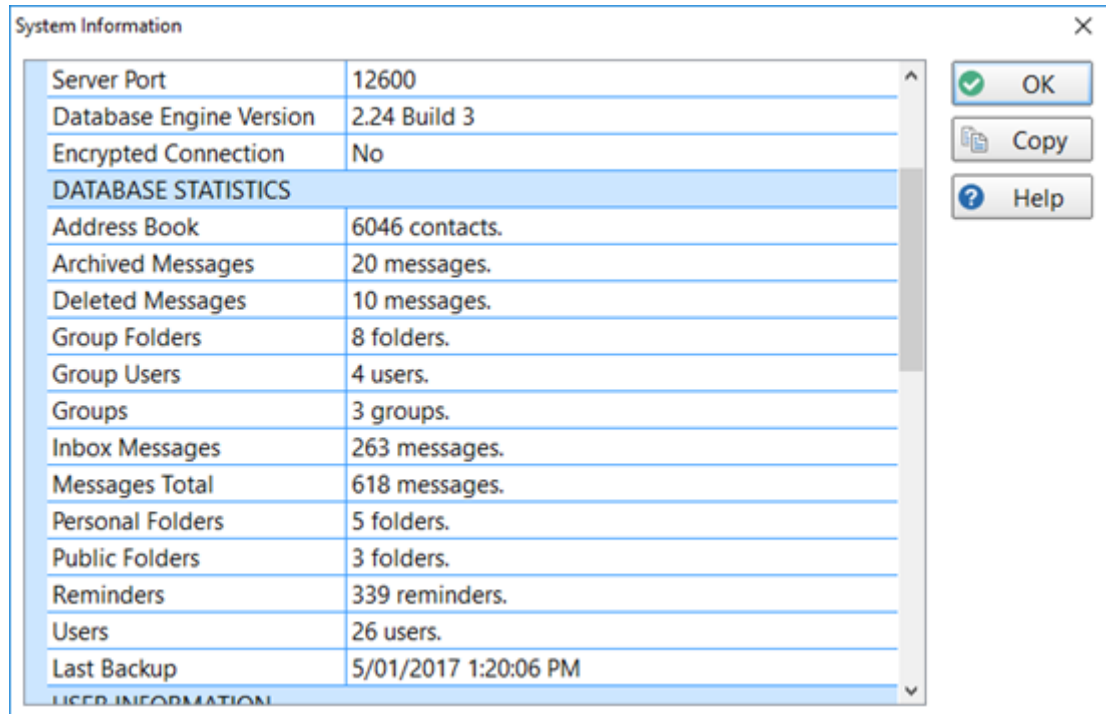 System Information
Server Port 12600
Database Engine Version 2.24 Build 3
Encrypted Connection No
DATABASE STATISTICS
Address Book 6046 contacts.
Archived Messages 20 messages.
Deleted Messages 10 messages.
Group Folders 8 folders.
Group Users 4 users.
Groups 3 groups.
Inbox Messages 263 messages.
Messages Total 618 messages.
Personal Folders 5 folders.
Public Folders 3 folders.
Reminders 339 reminders.
Users 26 users.
Last Backup 5/01/2017 1:20:06 PM
USER INFORMATION
OK
Copy
Help